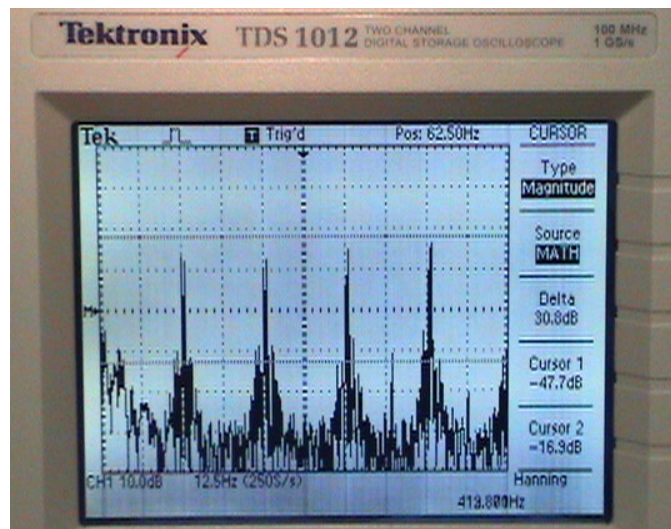 Tektronix TDS 1012 TWO CHANNEL DIGITAL STORAGE OSCILLOSCOPE 100 MHz 1 GS/s
Tek T Trig'd Pos: 62.50Hz CURSOR
Type
Magnitude
Source
MATH
M
Delta
30.8dB
Cursor 1
-47.7dB
Cursor 2
-16.9dB
CH1 10.0dB 12.5Hz (250S/s) Hanning
413.800Hz